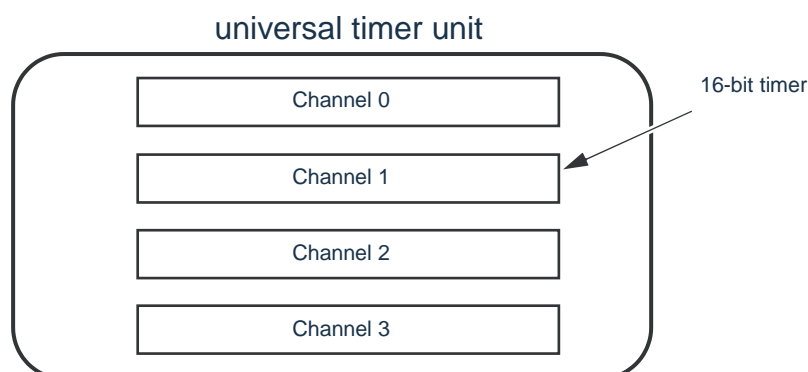 universal timer unit
Channel 0
16-bit timer
Channel 1
Channel 2
Channel 3